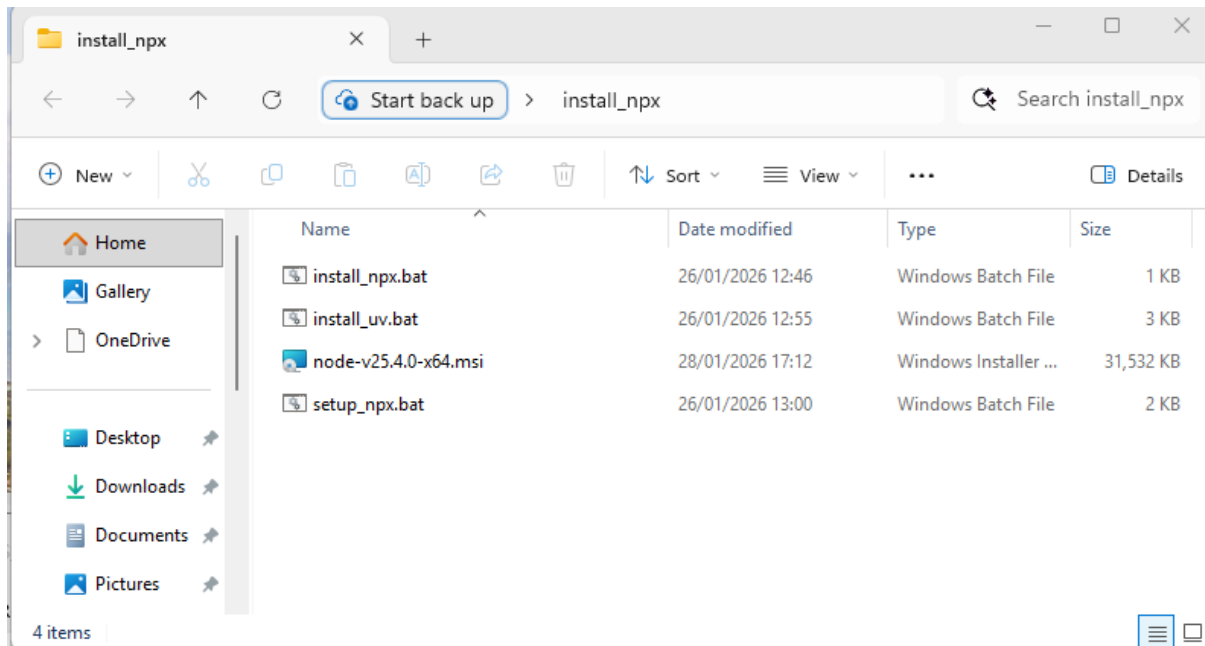 install_npx
Start back up > install_npx Search install_npx
New Sort View ... Details
Home
Gallery
OneDrive
Desktop
Downloads
Documents
Pictures
Name Date modified Type Size
install_npx.bat 26/01/2026 12:46 Windows Batch File 1 KB
install_uv.bat 26/01/2026 12:55 Windows Batch File 3 KB
node-v25.4.0-x64.msi 28/01/2026 17:12 Windows Installer ... 31,532 KB
setup_npx.bat 26/01/2026 13:00 Windows Batch File 2 KB
4 items